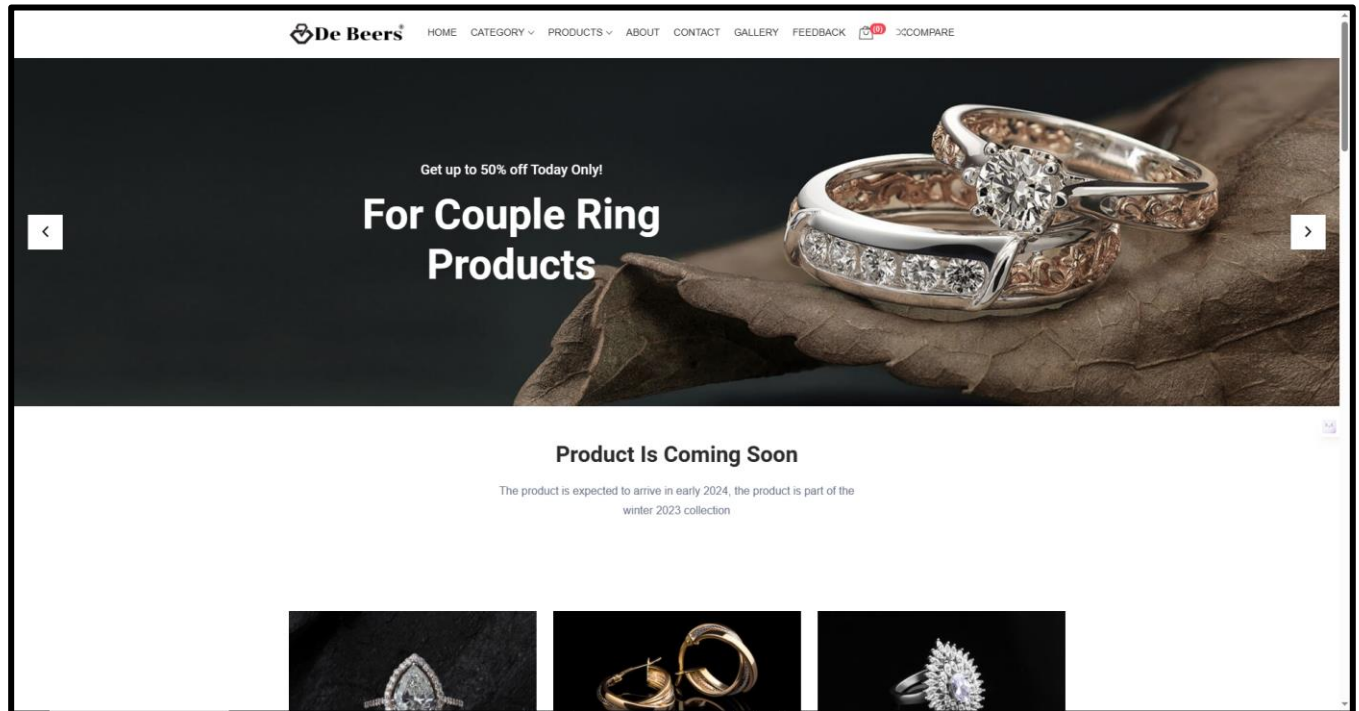 De Beers®
HOME CATEGORY PRODUCTS ABOUT CONTACT GALLERY FEEDBACK (0) COMPARE
Get up to 50% off Today Only!
For Couple Ring
Products
Product Is Coming Soon
The product is expected to arrive in early 2024, the product is part of the
winter 2023 collection